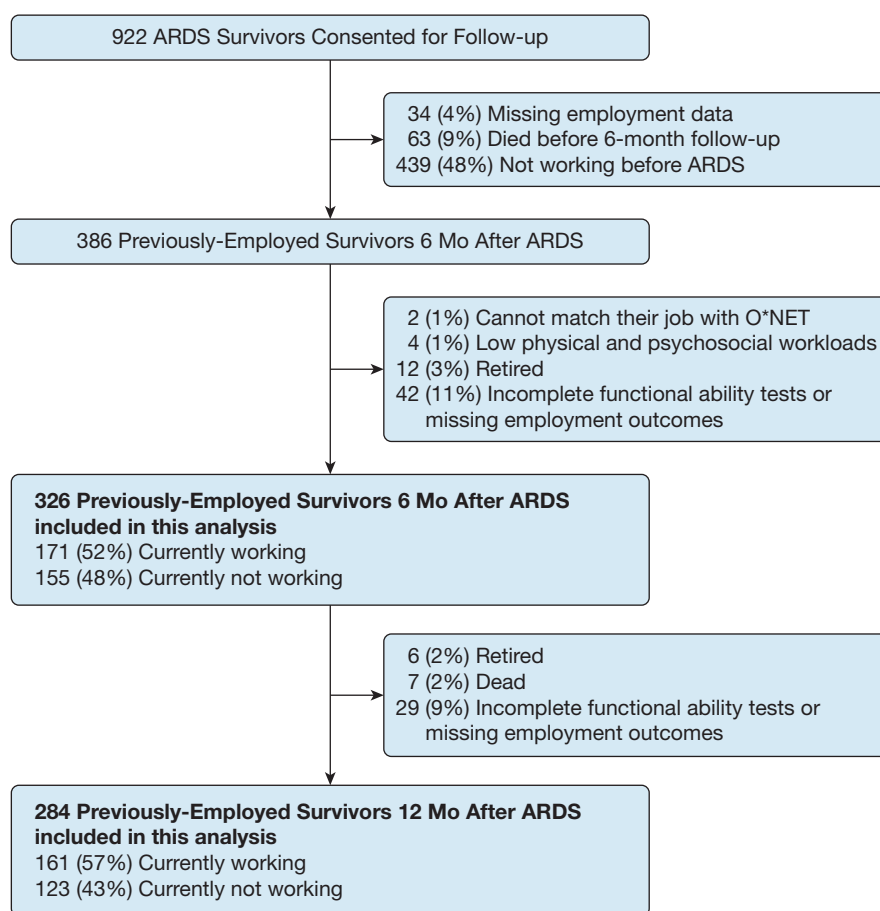 922 ARDS Survivors Consented for Follow-up
34 (4%) Missing employment data
63 (9%) Died before 6-month follow-up
439 (48%) Not working before ARDS
386 Previously-Employed Survivors 6 Mo After ARDS
2 (1%) Cannot match their job with O*NET
4 (1%) Low physical and psychosocial workloads
12 (3%) Retired
42 (11%) Incomplete functional ability tests or
missing employment outcomes
326 Previously-Employed Survivors 6 Mo After ARDS
included in this analysis
171 (52%) Currently working
155 (48%) Currently not working
6 (2%) Retired
7 (2%) Dead
29 (9%) Incomplete functional ability tests or
missing employment outcomes
284 Previously-Employed Survivors 12 Mo After ARDS
included in this analysis
161 (57%) Currently working
123 (43%) Currently not working